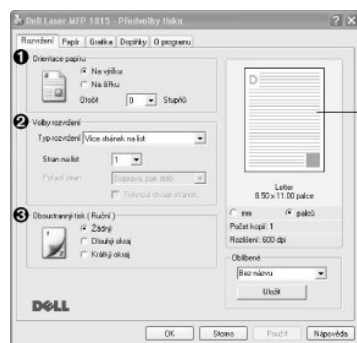 Dell Laser MFP 1815 - Předvolby tisku
Rozvržení Papír Grafika Doplňky O programu
1 Orientace papíru
Na výšku
Na šířku
Otočit 0 Stupňů
2 Volby rozvržení
Typ rozvržení Více stránek na list
Stran na list 1
Pořadí stran Doprava, pak dolů
Tisknout okraje stránek
3 Oboustranný tisk (Ruční)
Žádný
Dlouhý okraj
Krátký okraj
D
Letter
8.50 x 11.00 palce
mm palců
Počet kopií: 1
Rozlišení: 600 dpi
Oblíbené
Bez názvu
Uložit
DELL
OK Storno Použít Nápověda